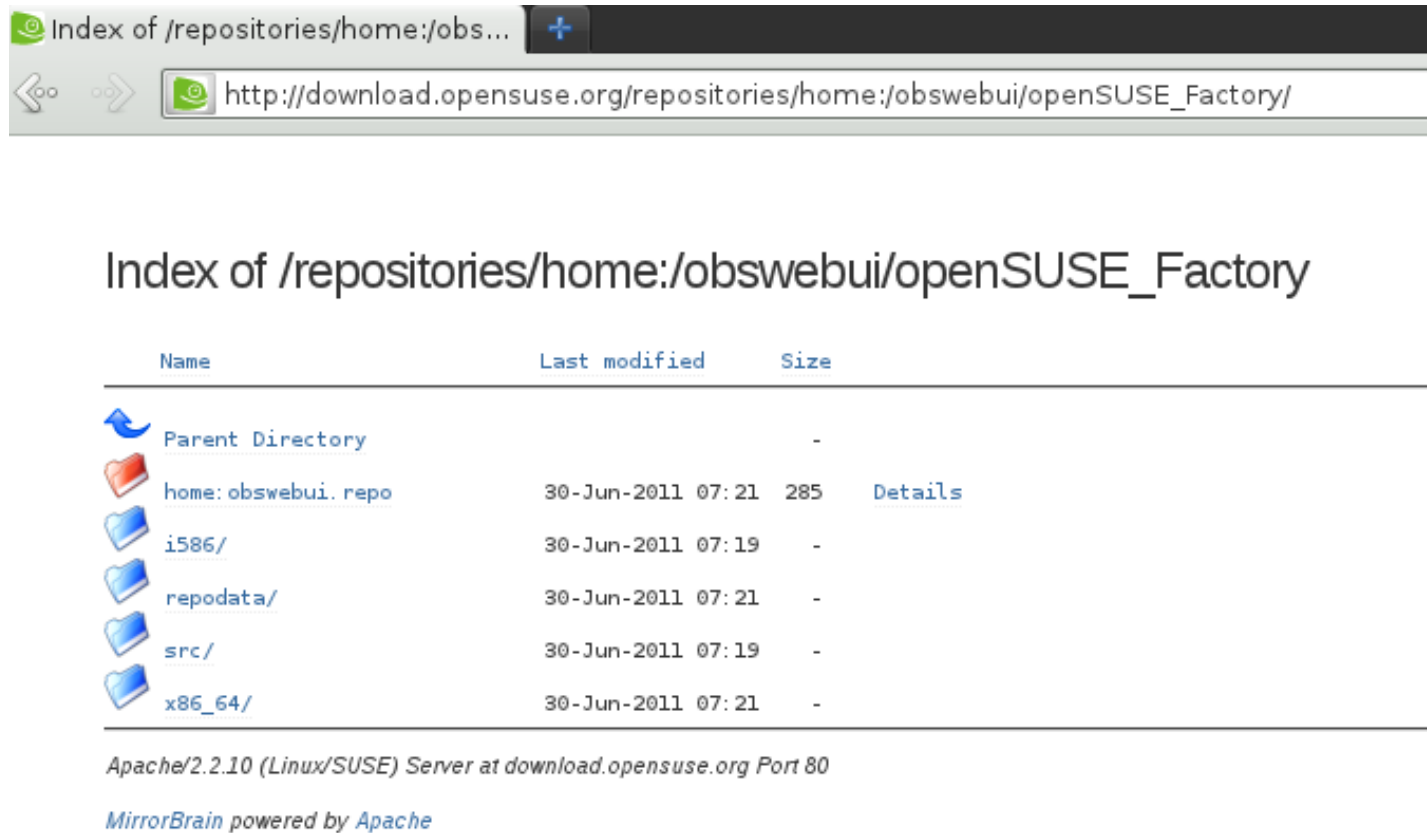 Index of /repositories/home:/obs...
http://download.opensuse.org/repositories/home:/obswebui/openSUSE_Factory/
Index of /repositories/home:/obswebui/openSUSE_Factory
Name Last modified Size
Parent Directory -
home:obswebui.repo 30-Jun-2011 07:21 285 Details
i586/ 30-Jun-2011 07:19 -
repodata/ 30-Jun-2011 07:21 -
src/ 30-Jun-2011 07:19 -
x86_64/ 30-Jun-2011 07:21 -
Apache/2.2.10 (Linux/SUSE) Server at download.opensuse.org Port 80
MirrorBrain powered by Apache